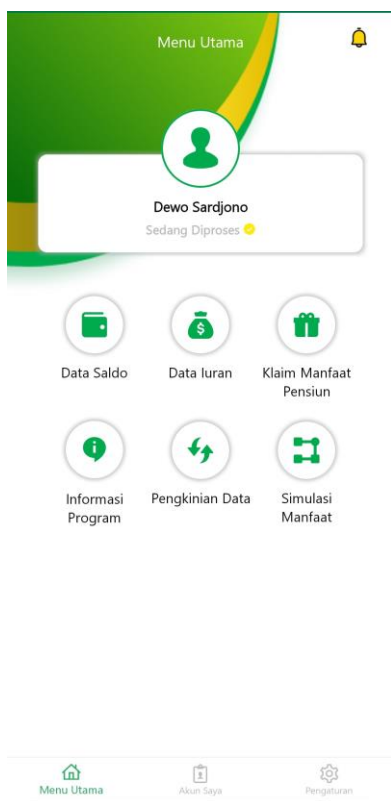 Menu Utama
Dewo Sardjono
Sedang Diproses
Data Saldo
Data Iuran
Klaim Manfaat
Pensiun
Informasi
Program
Pengkinian Data
Simulasi
Manfaat
Menu Utama
Akun Saya
Pengaturan